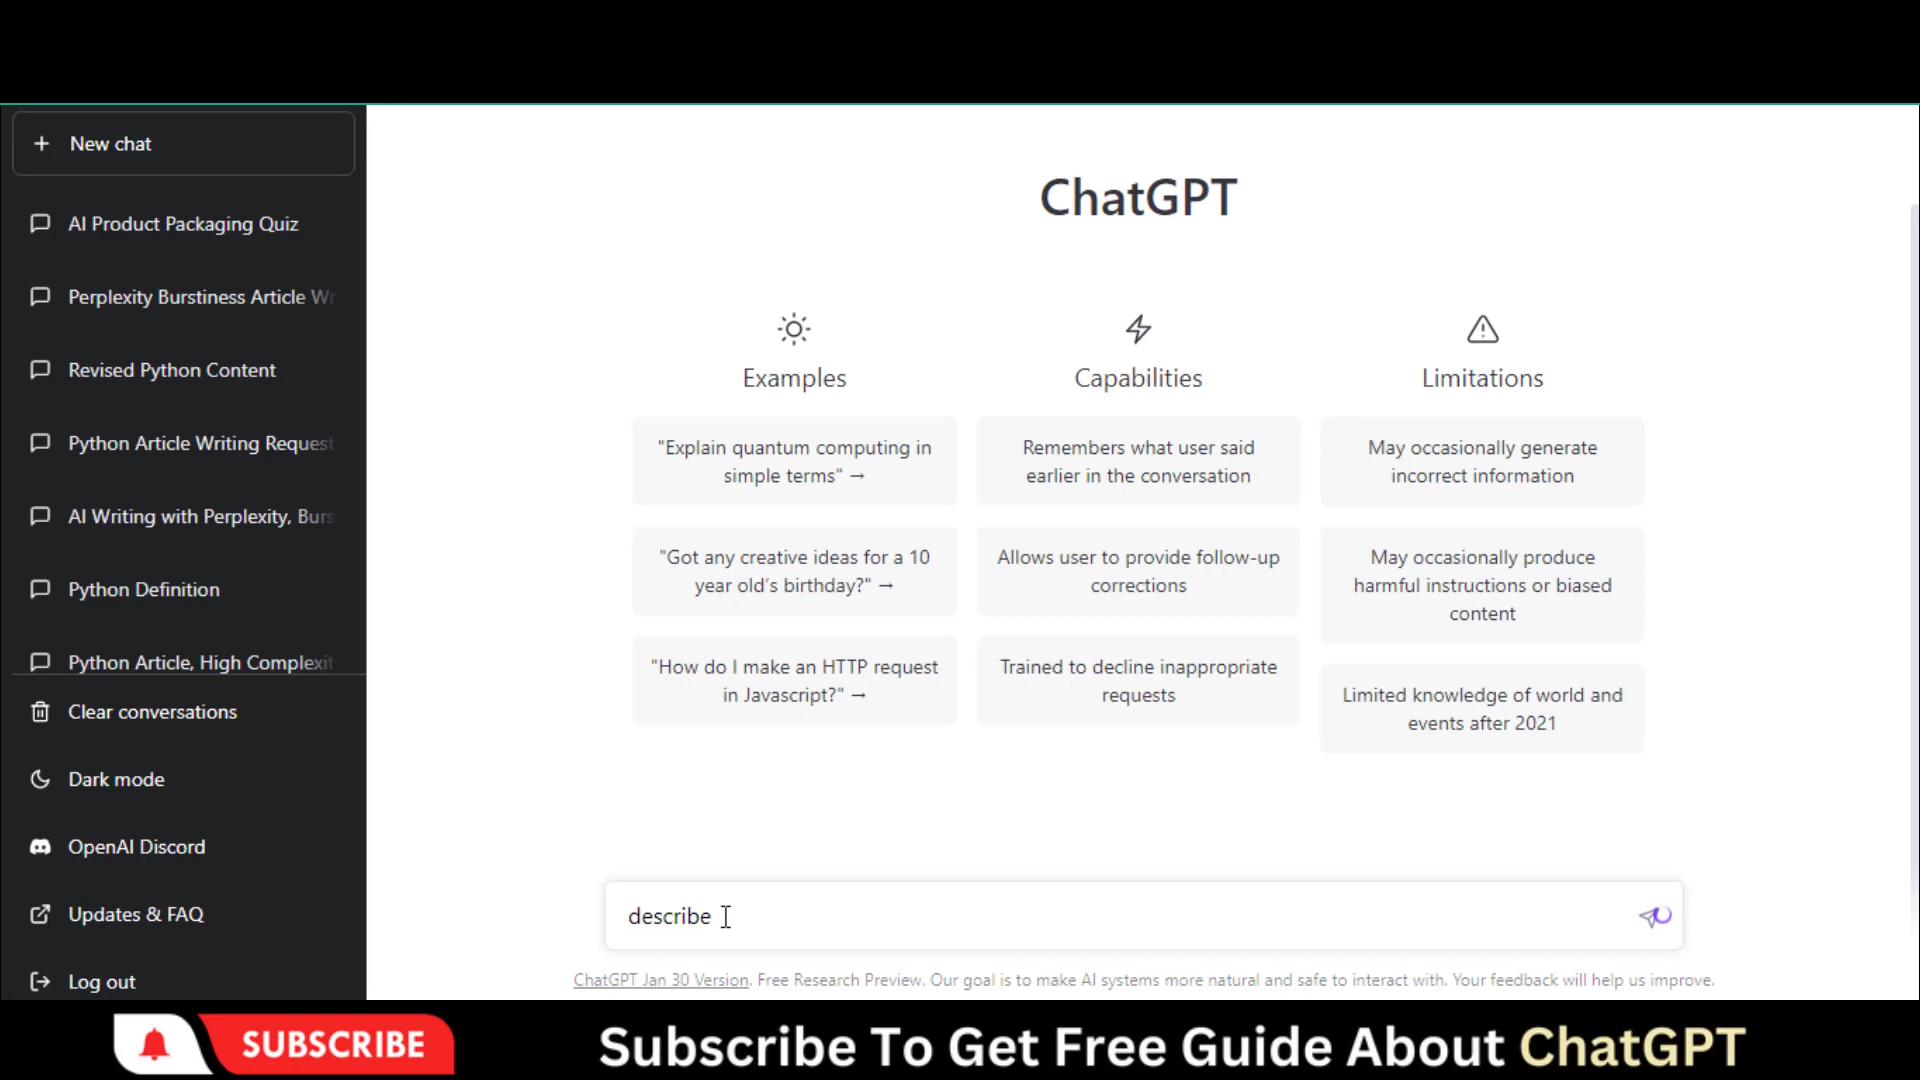 New chat
AI Product Packaging Quiz
Perplexity Burstiness Article Wr
Revised Python Content
Python Article Writing Request
AI Writing with Perplexity, Burs
Python Definition
Python Article, High Complexit
Clear conversations
Dark mode
OpenAI Discord
Updates & FAQ
Log out
ChatGPT
Examples
"Explain quantum computing in
simple terms" →
"Got any creative ideas for a 10
year old's birthday?" →
"How do I make an HTTP request
in Javascript?" →
Capabilities
Remembers what user said
earlier in the conversation
Allows user to provide follow-up
corrections
Trained to decline inappropriate
requests
Limitations
May occasionally generate
incorrect information
May occasionally produce
harmful instructions or biased
content
Limited knowledge of world and
events after 2021
describe
ChatGPT Jan 30 Version. Free Research Preview. Our goal is to make AI systems more natural and safe to interact with. Your feedback will help us improve.
SUBSCRIBE
Subscribe To Get Free Guide About ChatGPT